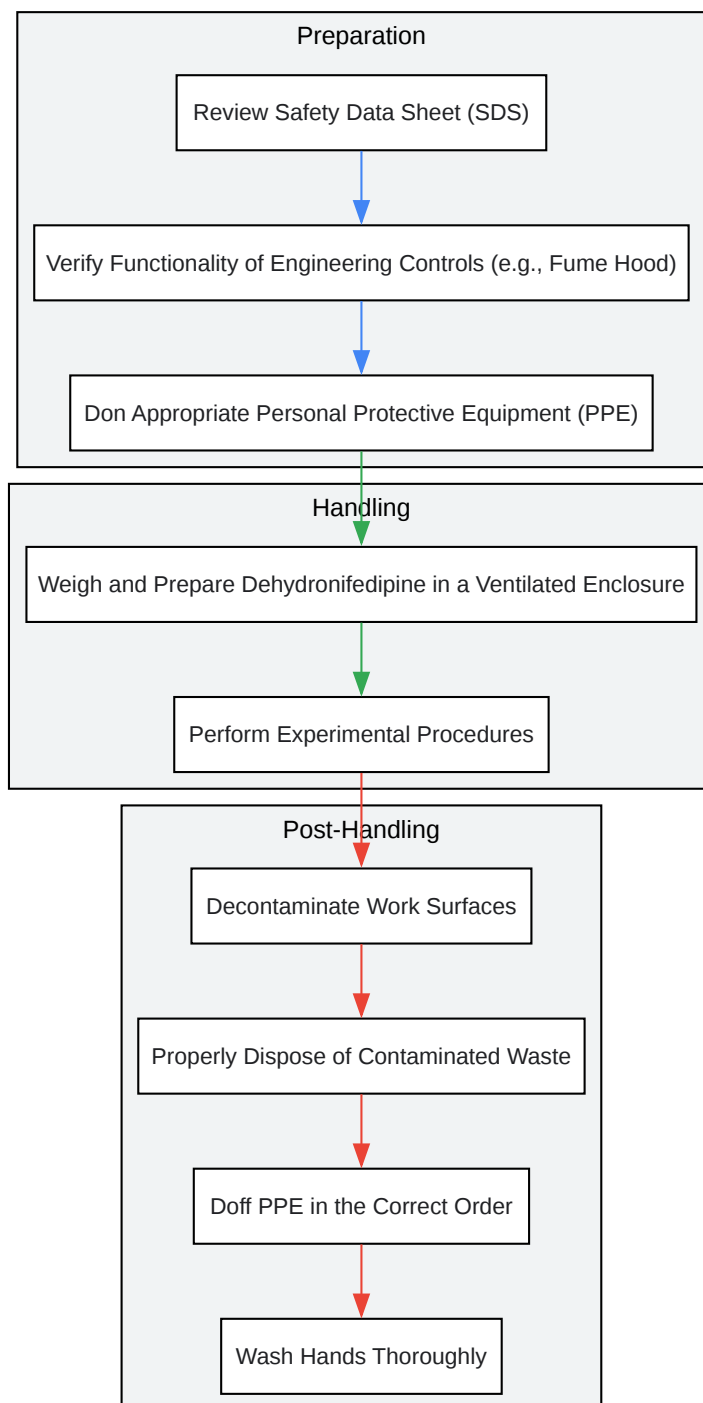 Preparation
Review Safety Data Sheet (SDS)
Verify Functionality of Engineering Controls (e.g., Fume Hood)
Don Appropriate Personal Protective Equipment (PPE)
Handling
Weigh and Prepare Dehydronifedipine in a Ventilated Enclosure
Perform Experimental Procedures
Post-Handling
Decontaminate Work Surfaces
Properly Dispose of Contaminated Waste
Doff PPE in the Correct Order
Wash Hands Thoroughly